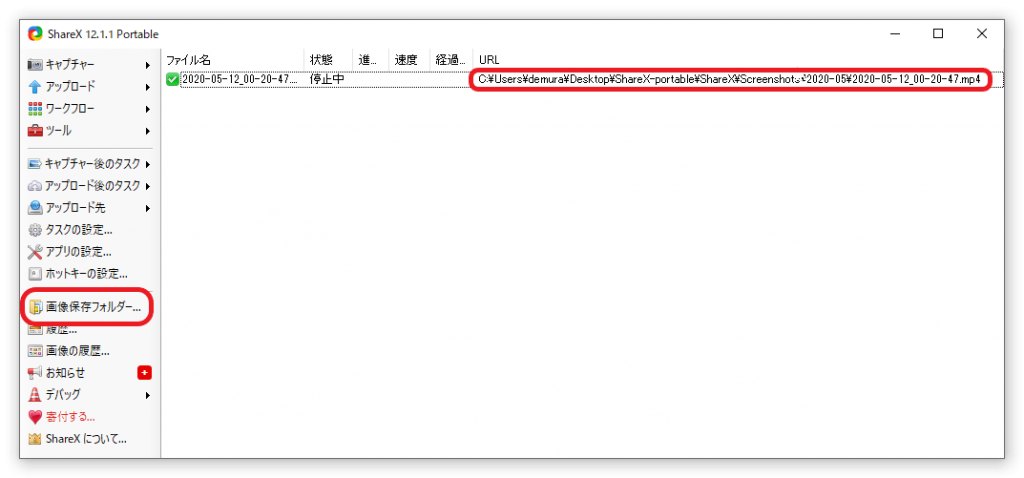 ShareX 12.1.1 Portable
キャプチャー
アップロード
ワークフロー
ツール
キャプチャー後のタスク
アップロード後のタスク
アップロード先
タスクの設定...
アプリの設定...
ホットキーの設定...
画像保存フォルダー...
履歴...
画像の履歴...
お知らせ
デバッグ
寄付する...
ShareX について...
ファイル名 状態 進... 速度 経過... URL
2020-05-12_00-20-47.... 停止中 C:¥Users¥demura¥Desktop¥ShareX-portable¥ShareX¥Screenshots¥2020-05¥2020-05-12_00-20-47.mp4